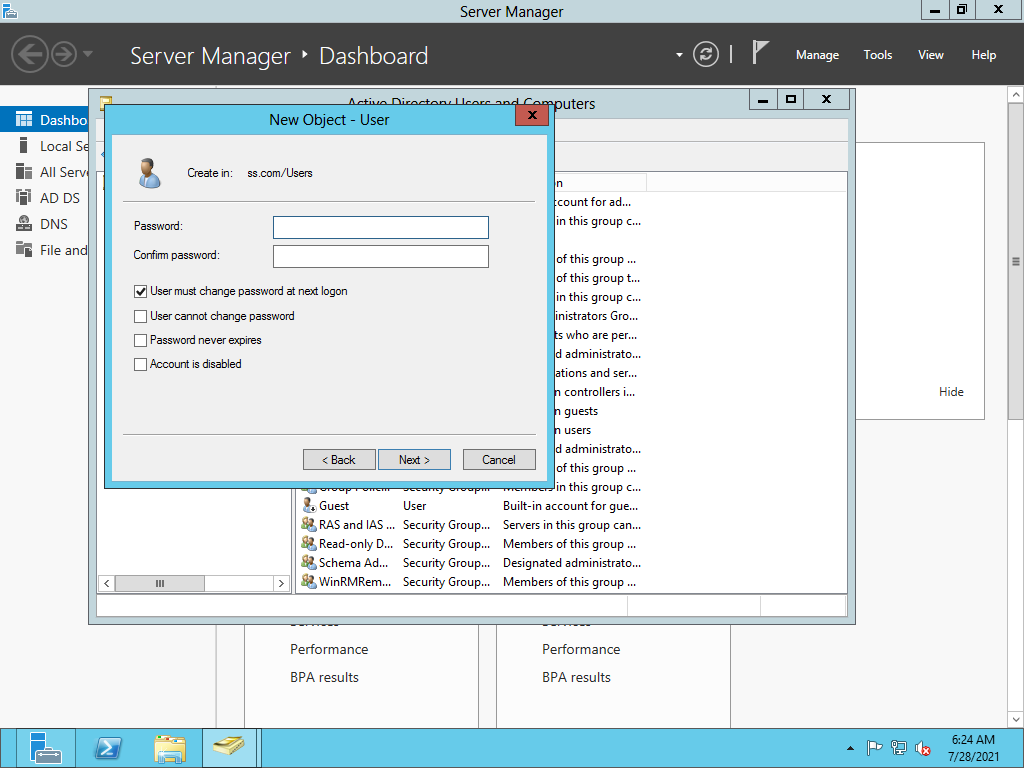 Server Manager
Server Manager
Dashboard
Manage
Tools
View
Help
Dashbo
Local Se
All Serve
AD DS
DNS
File and
Active Directory Users and Computers
New Object - User
Create in:
ss.com/Users
Password:
Confirm password:
User must change password at next logon
User cannot change password
Password never expires
Account is disabled
< Back
Next >
Cancel
on
count for ad...
in this group c...
of this group ...
of this group t...
in this group c...
inistrators Gro...
ts who are per...
d administrato...
ations and ser...
n controllers i...
n guests
n users
d administrato...
of this group ...
Group Polic...
Security Group...
Members in this group c...
Guest
User
Built-in account for gue...
RAS and IAS ...
Security Group...
Servers in this group can...
Read-only D...
Security Group...
Members of this group ...
Schema Ad...
Security Group...
Designated administrato...
WinRMRem...
Security Group...
Members of this group ...
Hide
Services
Performance
BPA results
Services
Performance
BPA results
6:24 AM
7/28/2021